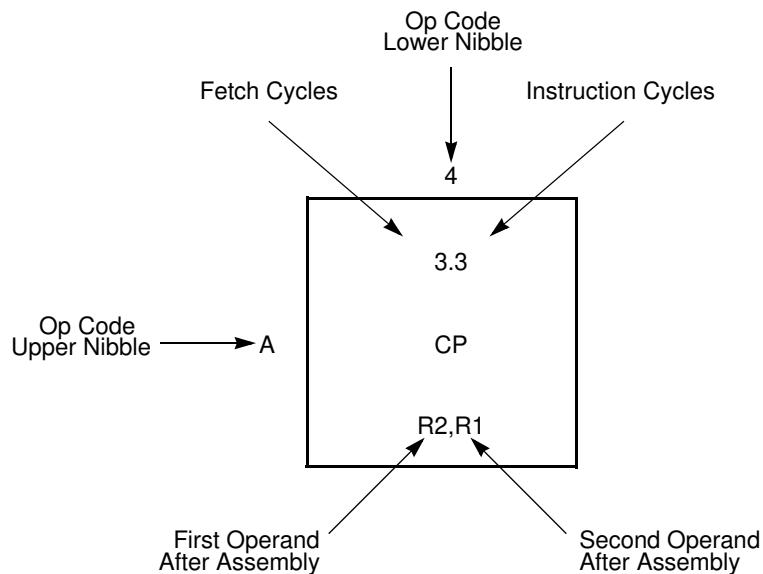 Op Code
Lower Nibble
Fetch Cycles
Instruction Cycles
4
3.3
Op Code
Upper Nibble
A
CP
R2,R1
First Operand
After Assembly
Second Operand
After Assembly